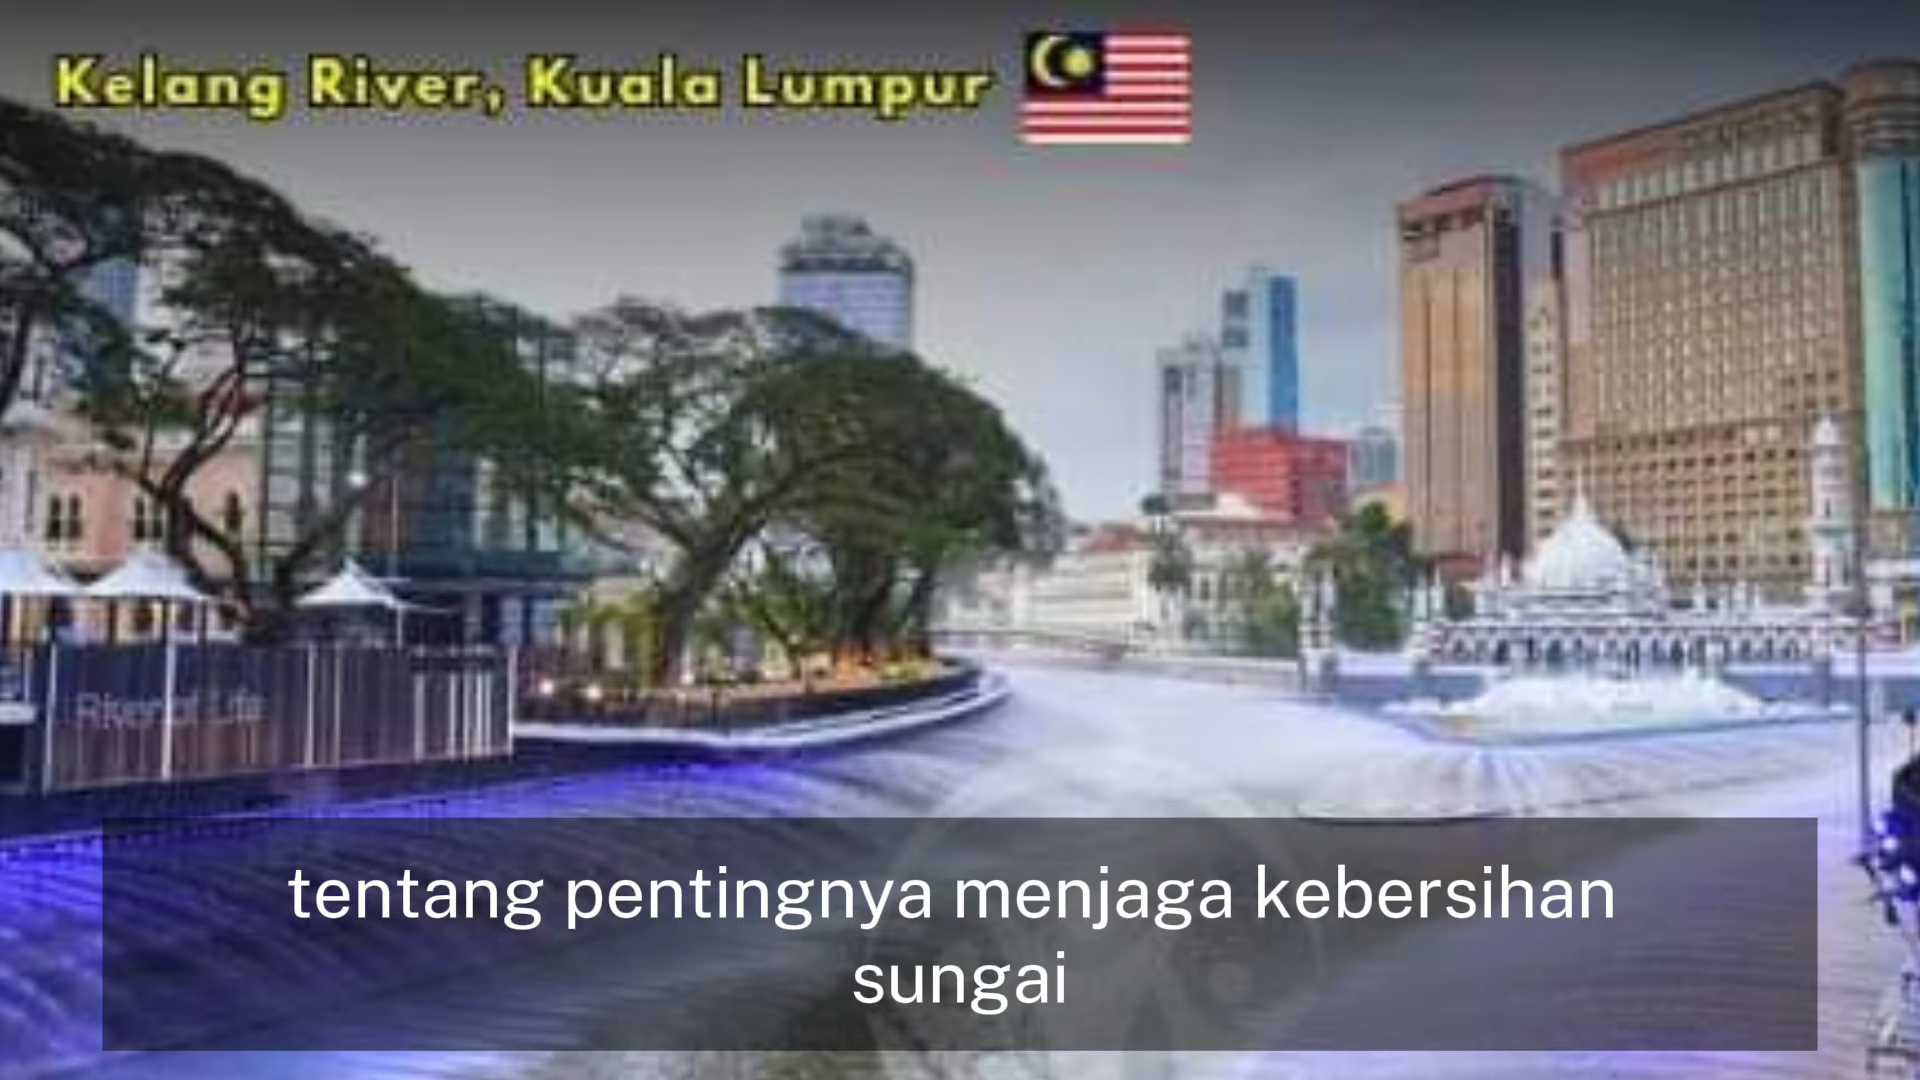 Kelang River, Kuala Lumpur
tentang pentingnya menjaga kebersihan
sungai